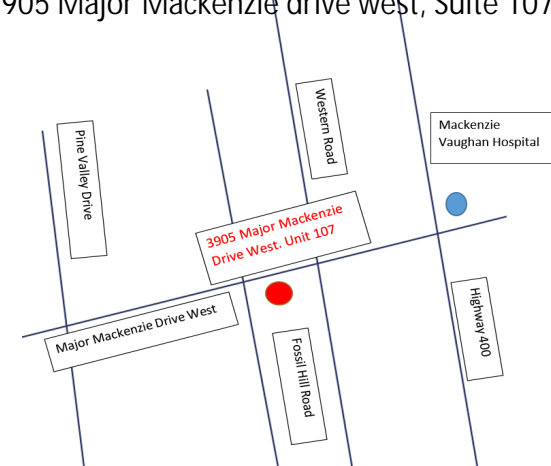 905 Major Mackenzie drive west, Suite 107
Western Road
Mackenzie
Vaughan Hospital
Pine Valley Drive
3905 Major Mackenzie
Drive West. Unit 107
Major Mackenzie Drive West
Highway 400
Fossil Hill Road